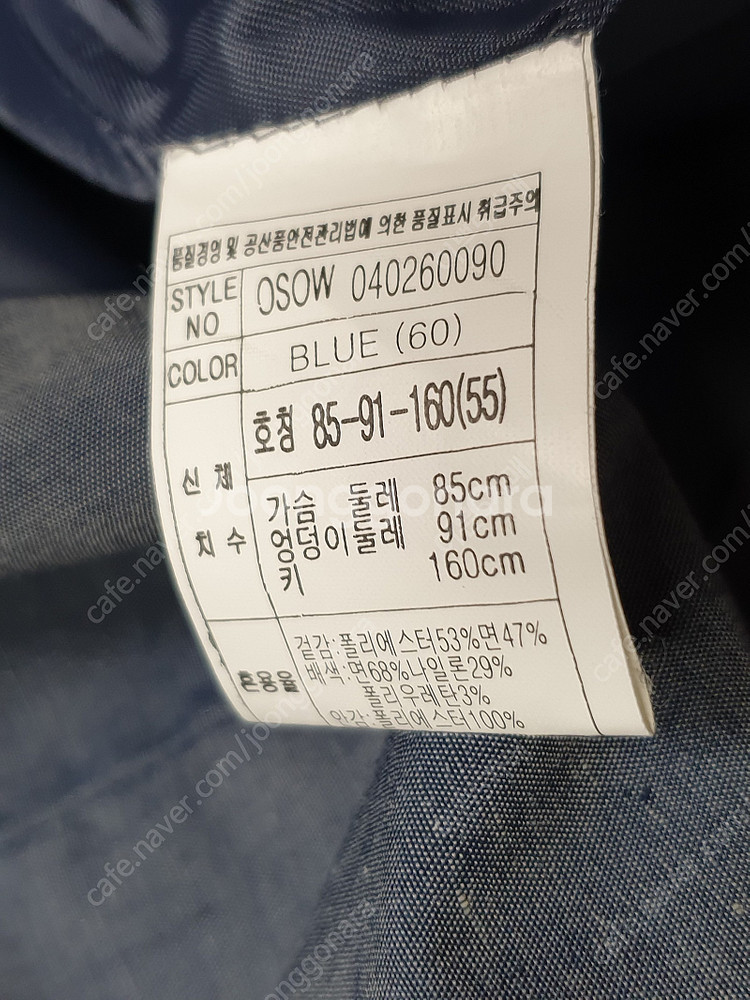 품질경영 및 공산품안전관리법에 의한 품질표시 취급주의
STYLE NO OSOW 040260090
COLOR BLUE (60)
신체 치수
호칭 85-91-160(55)
가슴 둘레 85cm
엉덩이둘레 91cm
키 160cm
혼용율
겉감:폴리에스터53%면47%
배색:면68%나일론29%
폴리우레탄3%
안감:폴리에스터100%
Joonggonara
cafe.naver.com/joonggonara